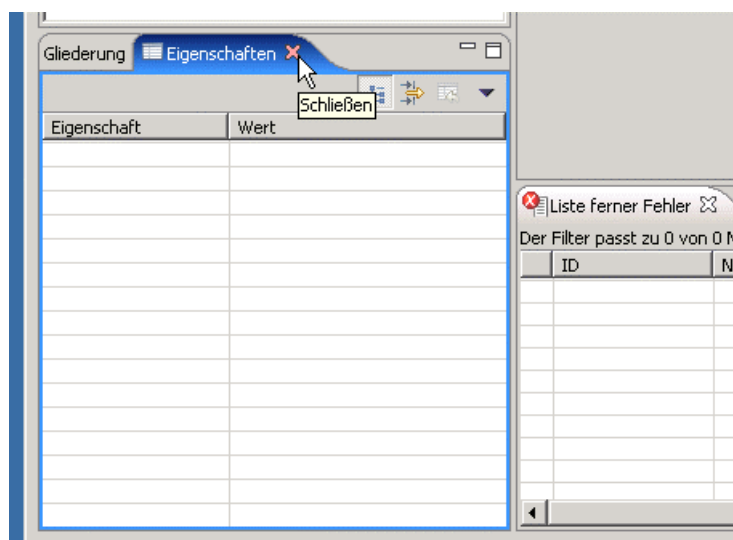 Gliederung Eigenschaften
Schließen
Eigenschaft Wert
Liste ferner Fehler
Der Filter passt zu 0 von 0
ID